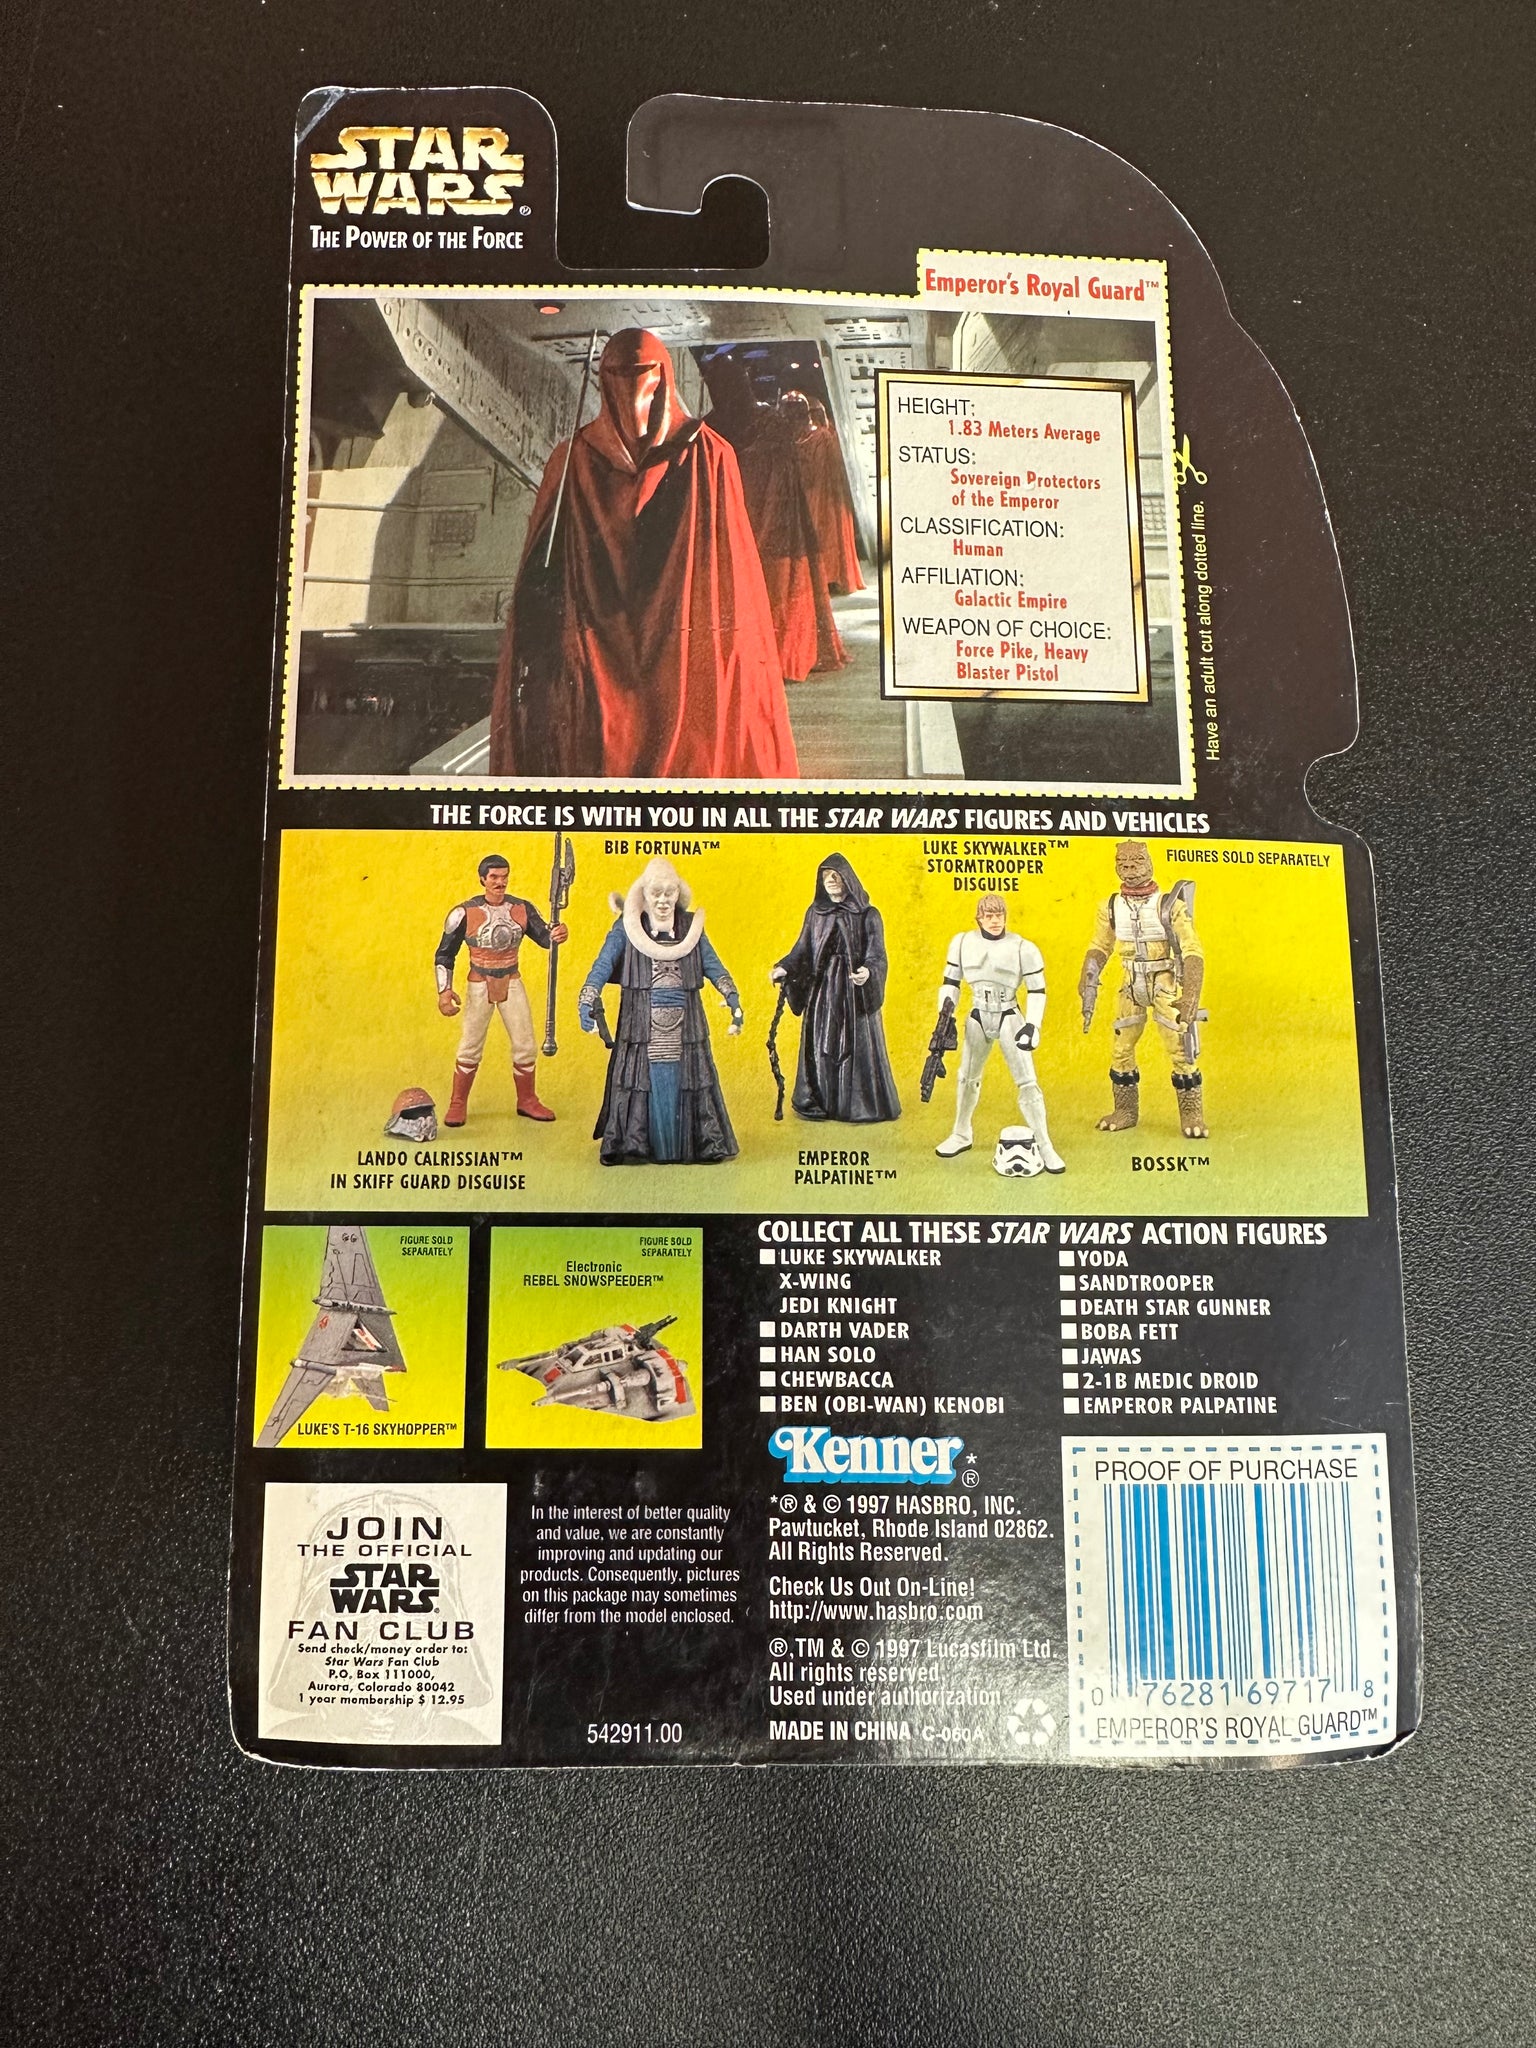 STAR
WARS®
THE POWER OF THE FORCE
Emperor's Royal Guard™
HEIGHT:
1.83 Meters Average
STATUS:
Sovereign Protectors
of the Emperor
CLASSIFICATION:
Human
AFFILIATION:
Galactic Empire
WEAPON OF CHOICE:
Force Pike, Heavy
Blaster Pistol
Have an adult cut along dotted line.
THE FORCE IS WITH YOU IN ALL THE STAR WARS FIGURES AND VEHICLES
BIB FORTUNA™
LUKE SKYWALKER™
STORMTROOPER
DISGUISE
FIGURES SOLD SEPARATELY
LANDO CALRISSIAN™
IN SKIFF GUARD DISGUISE
EMPEROR
PALPATINE™
BOSSK™
FIGURE SOLD
SEPARATELY
LUKE'S T-16 SKYHOPPER™
FIGURE SOLD
SEPARATELY
Electronic
REBEL SNOWSPEEDER™
COLLECT ALL THESE STAR WARS ACTION FIGURES
LUKE SKYWALKER
X-WING
JEDI KNIGHT
DARTH VADER
HAN SOLO
CHEWBACCA
BEN (OBI-WAN) KENOBI
YODA
SANDTROOPER
DEATH STAR GUNNER
BOBA FETT
JAWAS
2-1B MEDIC DROID
EMPEROR PALPATINE
JOIN
THE OFFICIAL
STAR
WARS®
FAN CLUB
Send check/money order to:
Star Wars Fan Club
P.O. Box 111000,
Aurora, Colorado 80042
1 year membership $ 12.95
In the interest of better quality
and value, we are constantly
improving and updating our
products. Consequently, pictures
on this package may sometimes
differ from the model enclosed.
542911.00
Kenner*®
*® & © 1997 HASBRO, INC.
Pawtucket, Rhode Island 02862.
All Rights Reserved.
Check Us Out On-Line!
http://www.hasbro.com
®,TM & © 1997 Lucasfilm Ltd.
All rights reserved.
Used under authorization.
MADE IN CHINA C-060A
PROOF OF PURCHASE
0 76281 69717 8
EMPEROR'S ROYAL GUARD™